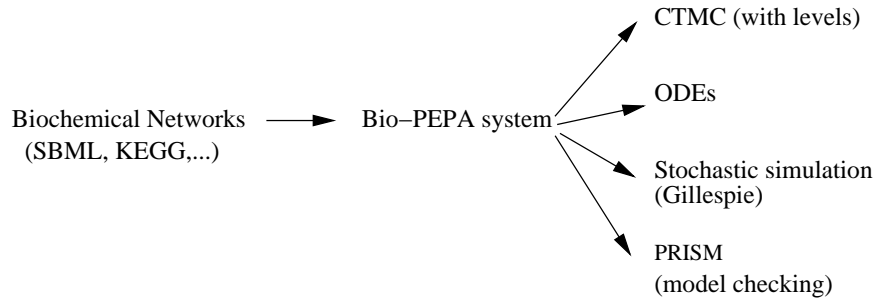 Biochemical Networks
(SBML, KEGG,...)
Bio−PEPA system
CTMC (with levels)
ODEs
Stochastic simulation
(Gillespie)
PRISM
(model checking)